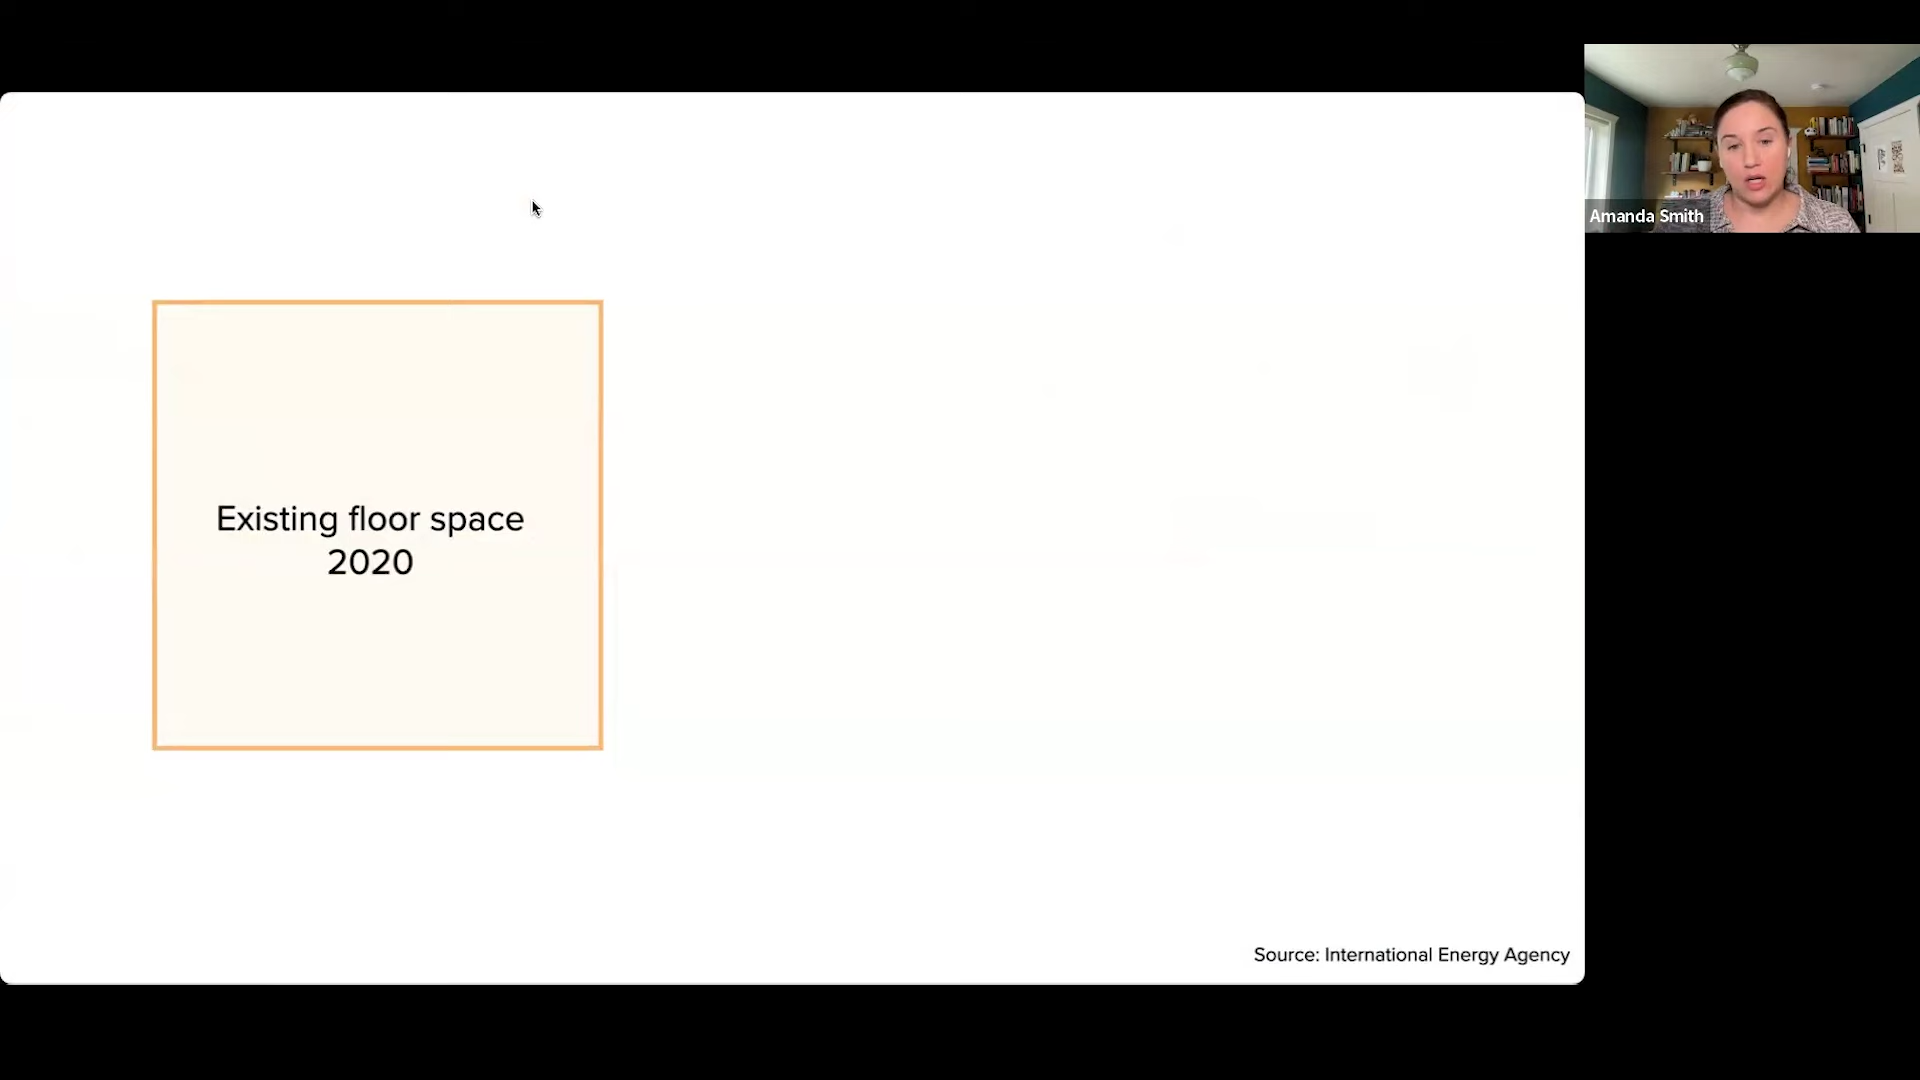 Existing floor space
2020
Source: International Energy Agency
Amanda Smith